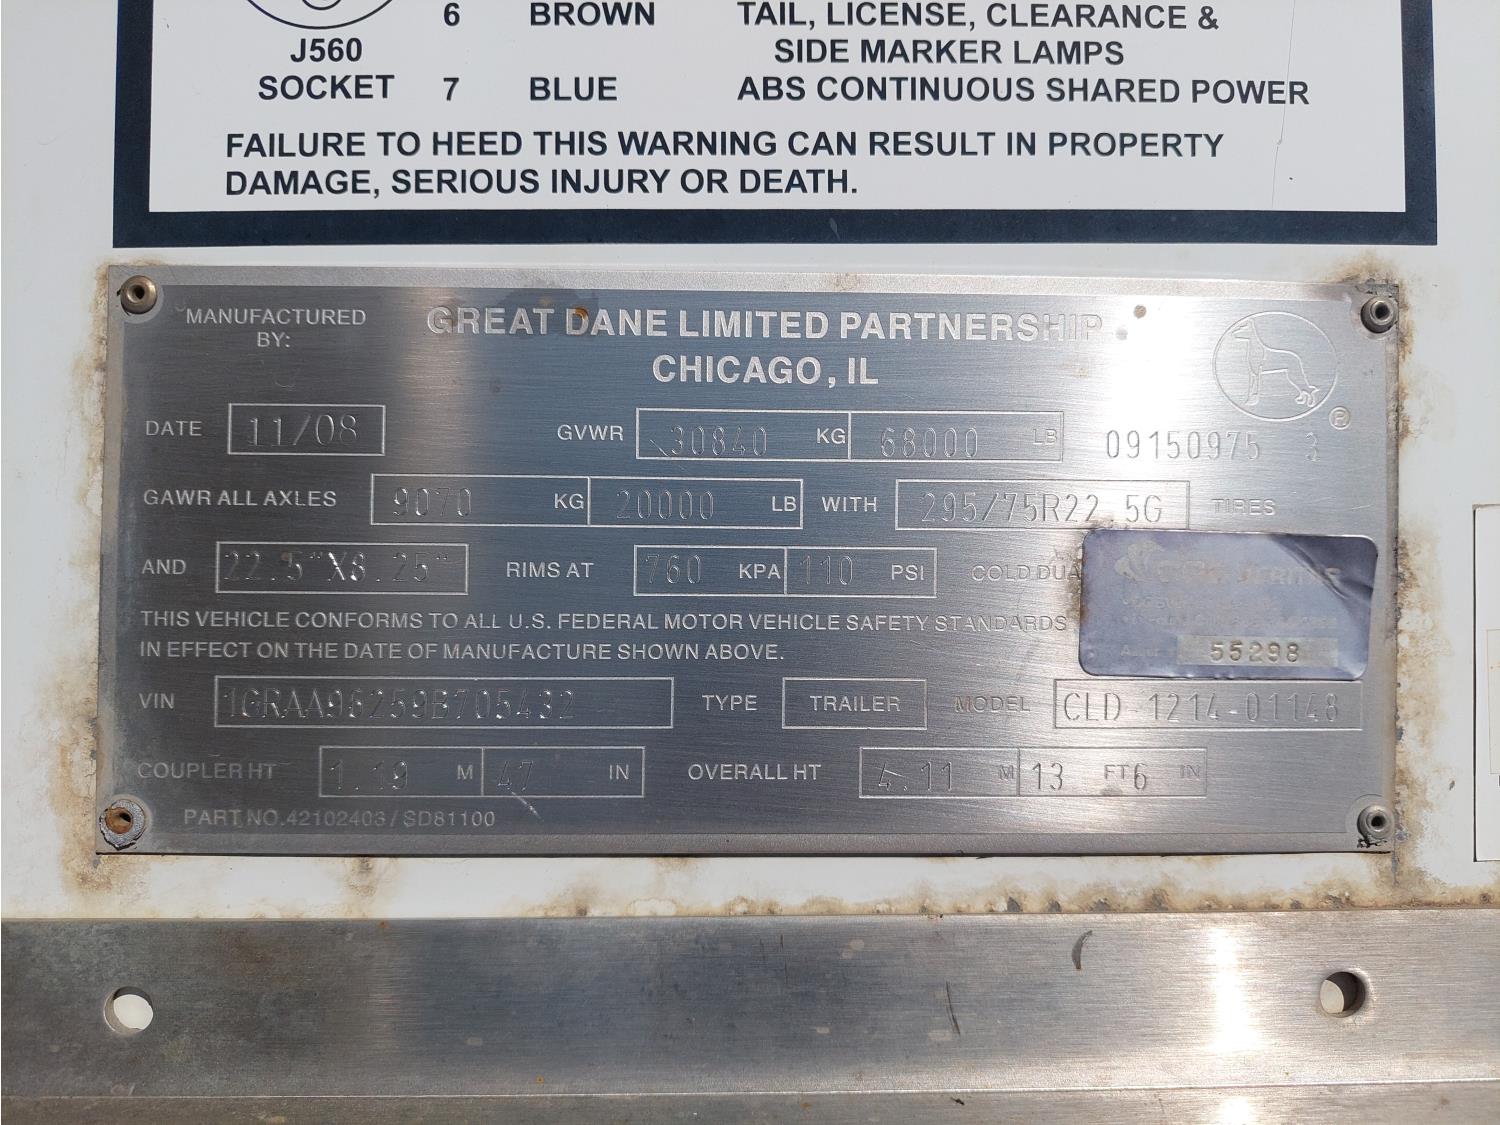 6 BROWN TAIL, LICENSE, CLEARANCE &
J560 SIDE MARKER LAMPS
SOCKET 7 BLUE ABS CONTINUOUS SHARED POWER
FAILURE TO HEED THIS WARNING CAN RESULT IN PROPERTY
DAMAGE, SERIOUS INJURY OR DEATH.
MANUFACTURED BY: GREAT DANE LIMITED PARTNERSHIP
CHICAGO, IL
®
DATE 11/08 GVWR 30840 KG 68000 LB 09150975 3
GAWR ALL AXLES 9070 KG 20000 LB WITH 295/75R22.5G TIRES
AND 22.5"X8.25" RIMS AT 760 KPA 110 PSI COLD DUA
THIS VEHICLE CONFORMS TO ALL U.S. FEDERAL MOTOR VEHICLE SAFETY STANDARDS
IN EFFECT ON THE DATE OF MANUFACTURE SHOWN ABOVE.
55298
VIN 1GRAA96259B705432 TYPE TRAILER MODEL CLD-1214-01148
COUPLER HT 1.19 M 47 IN OVERALL HT 4.11 M 13 FT 6 IN
PART NO.42102403/SD81100